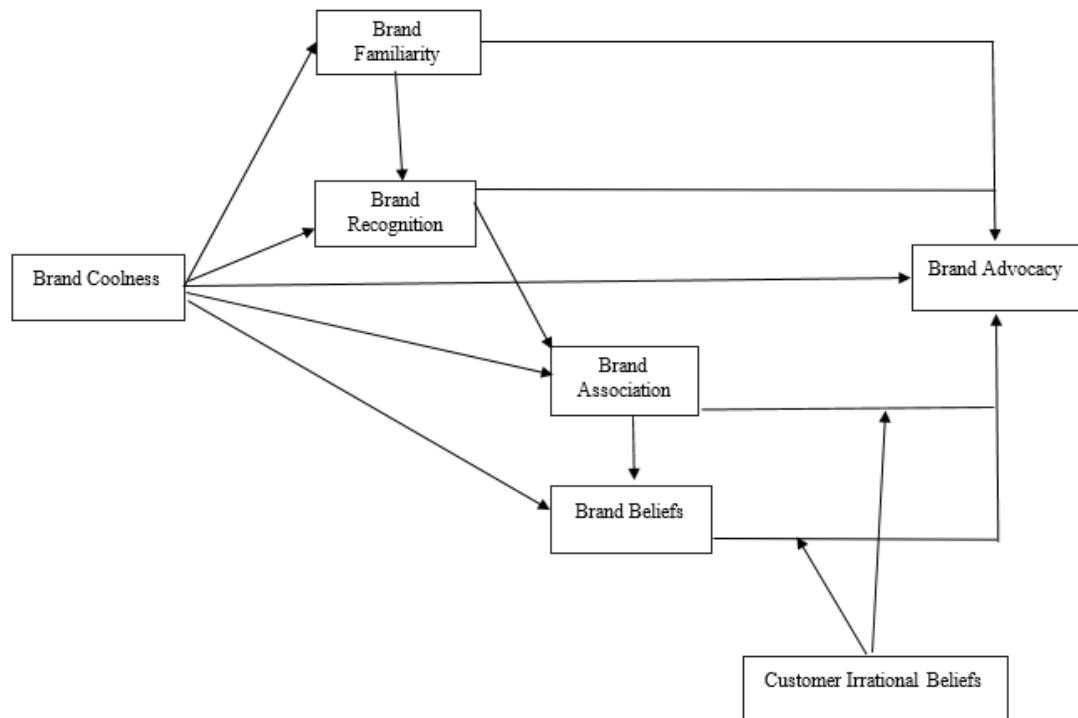 Brand
Familiarity
Brand
Recognition
Brand Coolness
Brand Advocacy
Brand
Association
Brand Beliefs
Customer Irrational Beliefs